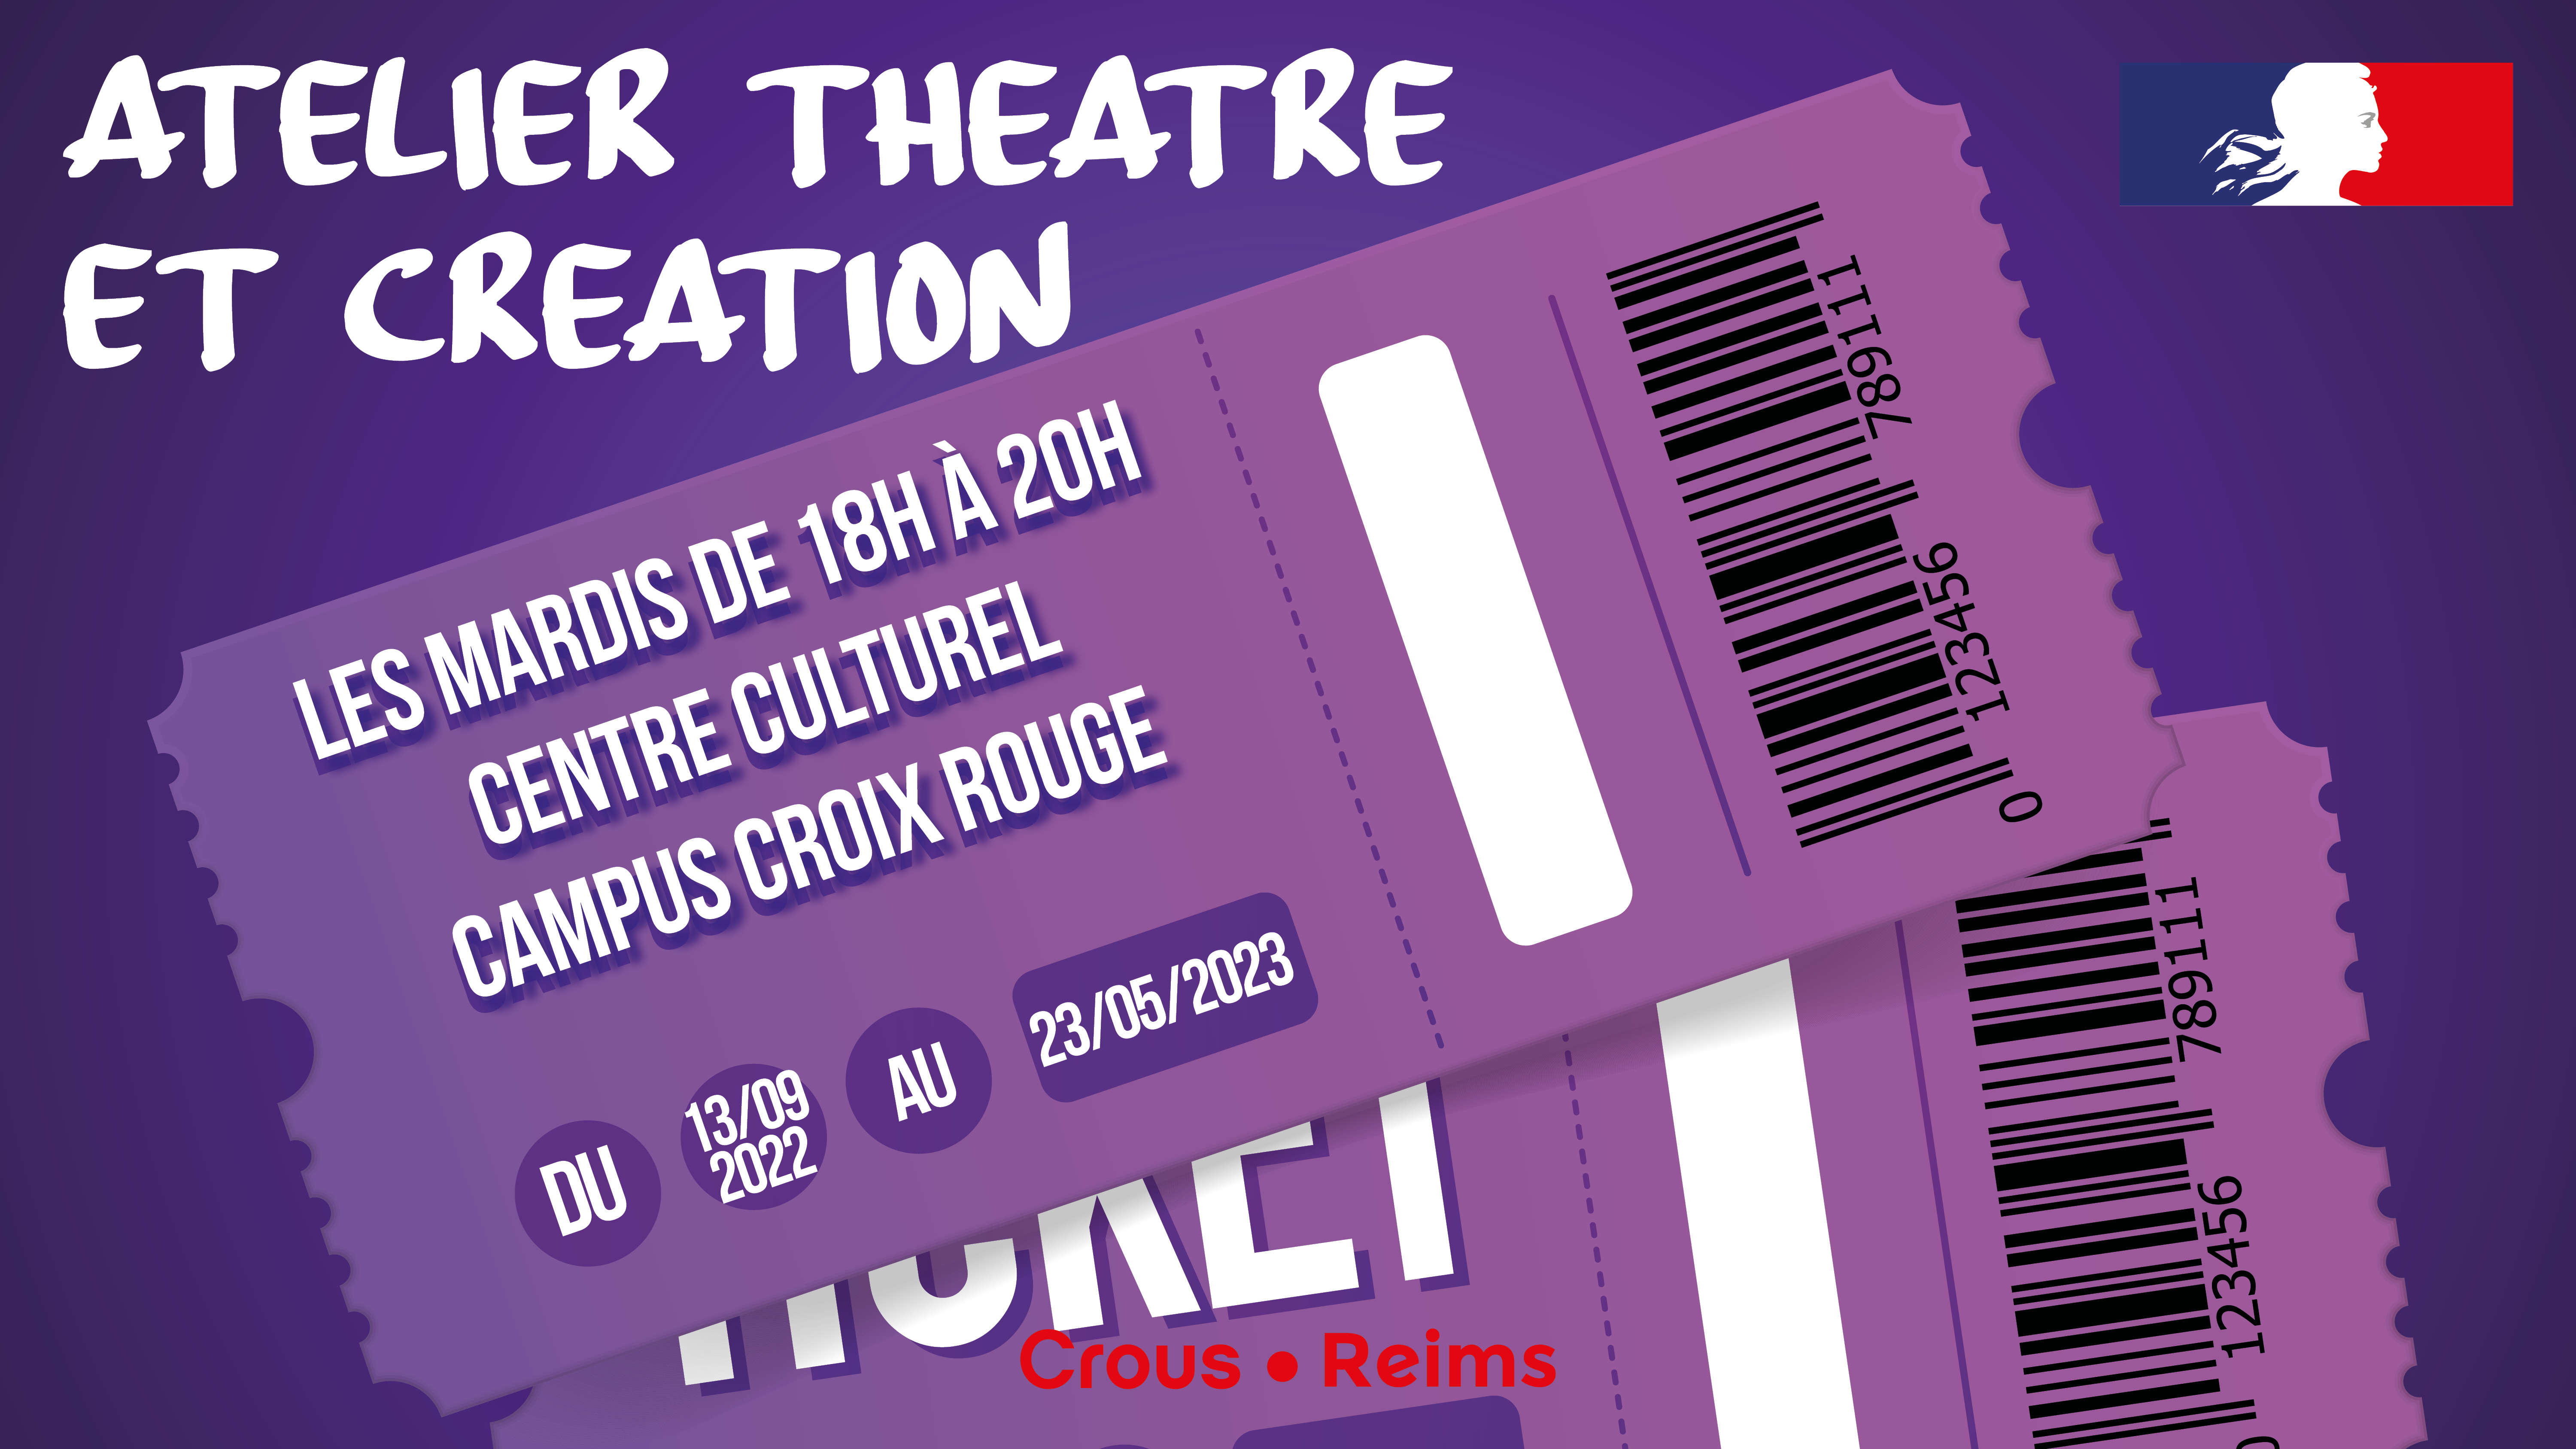 ATELIER THEATRE
ET CREATION
LES MARDIS DE 18H À 20H
CENTRE CULTUREL
CAMPUS CROIX ROUGE
DU
13/09
2022
AU
23/05/2023
0 123456 789111
TICKET
123456 789111
Crous • Reims